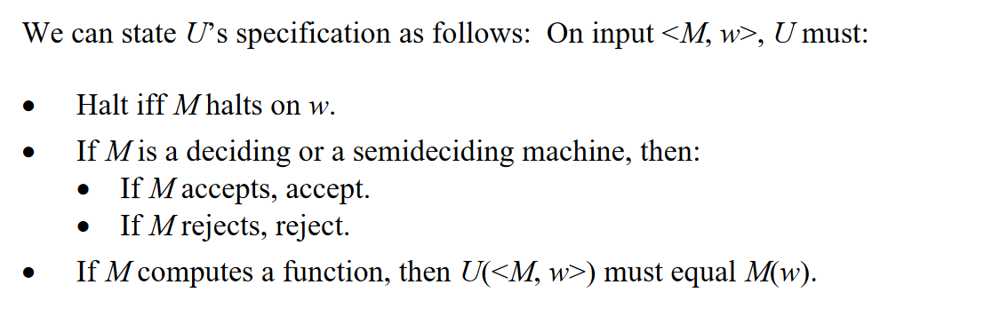 We can state U's specification as follows: On input <M, w>, U must:
• Halt iff M halts on w.
• If M is a deciding or a semideciding machine, then:
• If M accepts, accept.
• If M rejects, reject.
• If M computes a function, then U(<M, w>) must equal M(w).